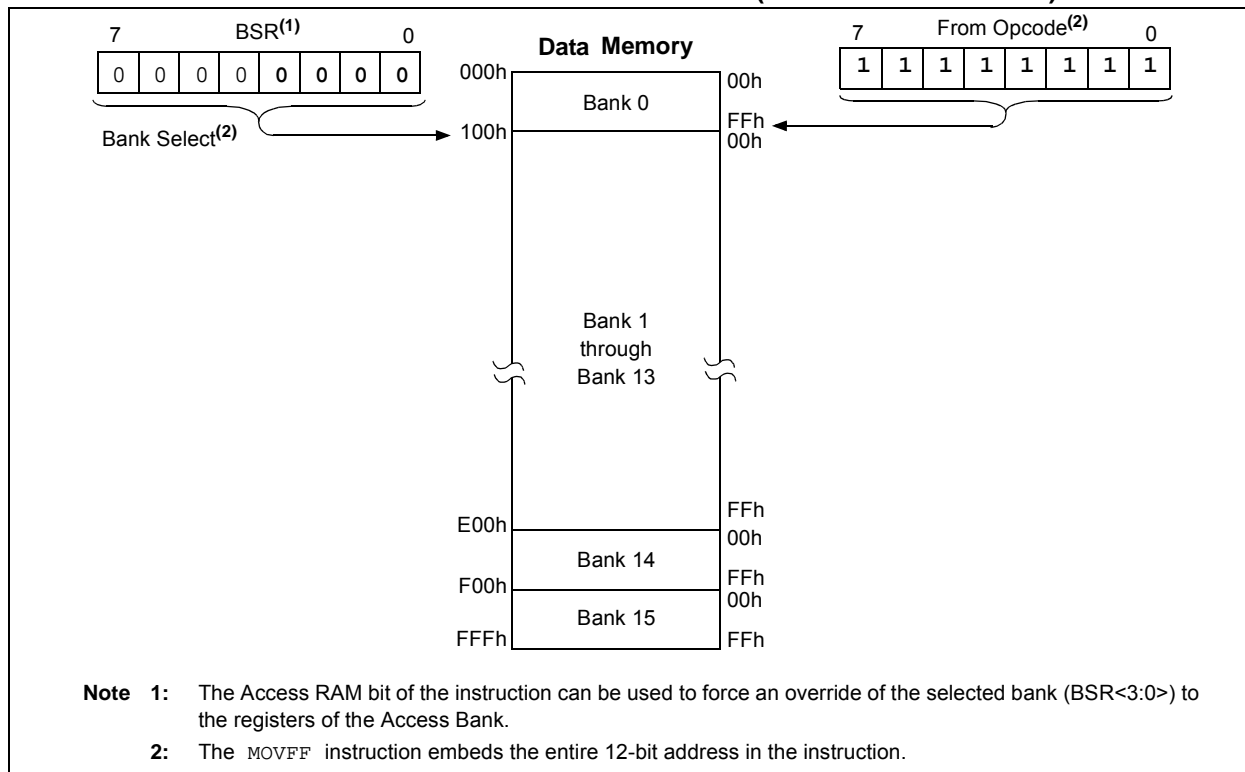 7 BSR(1) 0
0 0 0 0 0 0 0 0
Bank Select(2)
Data Memory
7 From Opcode(2) 0
1 1 1 1 1 1 1 1
000h
00h
Bank 0
FFh
100h
00h
Bank 1
through
Bank 13
FFh
E00h
00h
Bank 14
FFh
F00h
00h
Bank 15
FFFh
FFh
Note 1: The Access RAM bit of the instruction can be used to force an override of the selected bank (BSR<3:0>) to
the registers of the Access Bank.
2: The MOVFF instruction embeds the entire 12-bit address in the instruction.